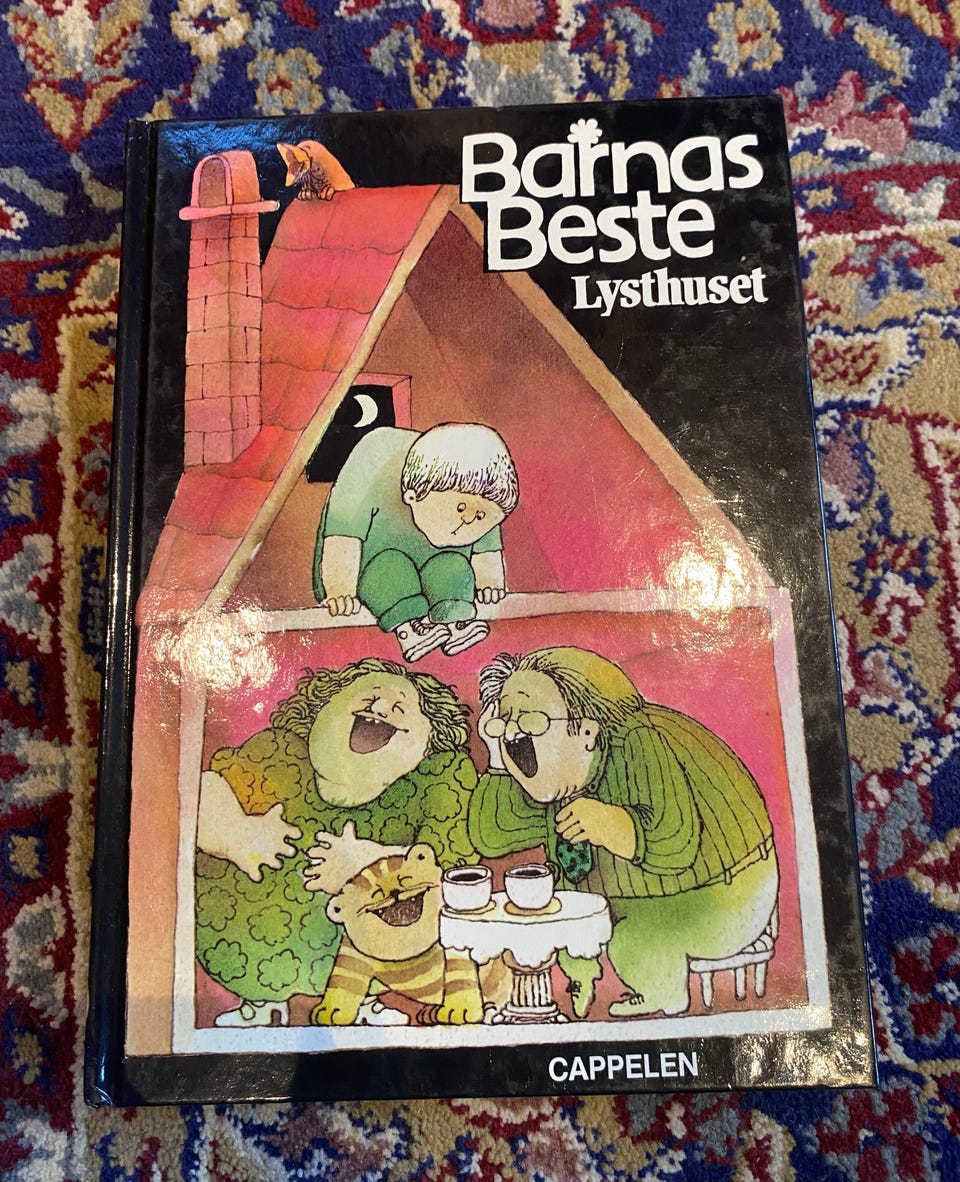 Barnas
Beste
Lysthuset
CAPPELEN